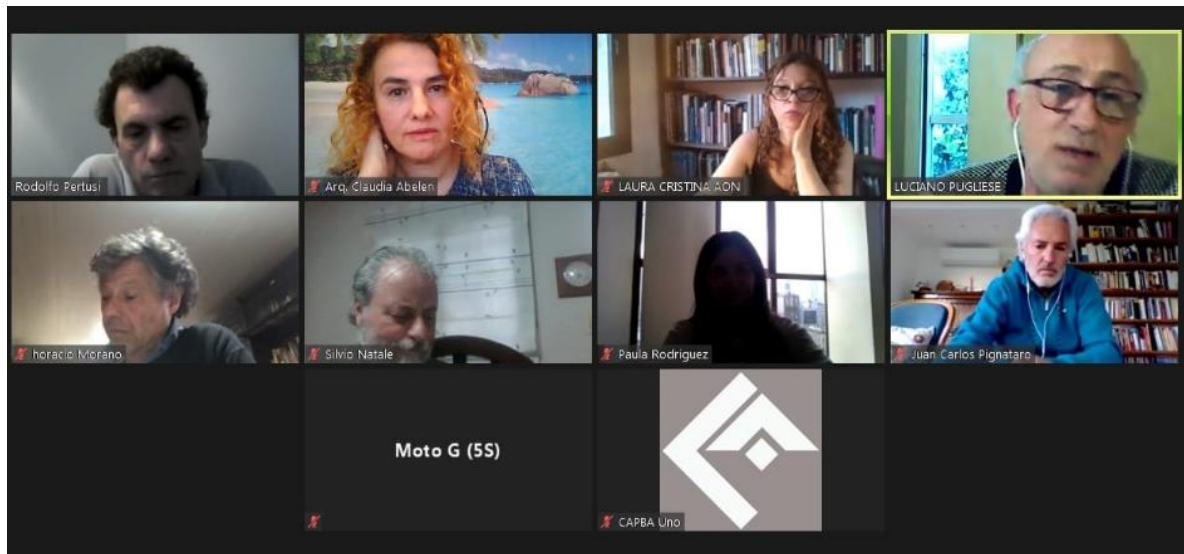 Rodolfo Pertusi
Arq. Claudia Abelen
LAURA CRISTINA AON
LUCIANO PUGLIESE
horacio Morano
Silvio Natale
Paula Rodriguez
Juan Carlos Pignataro
Moto G (5S)
CAPBA Uno